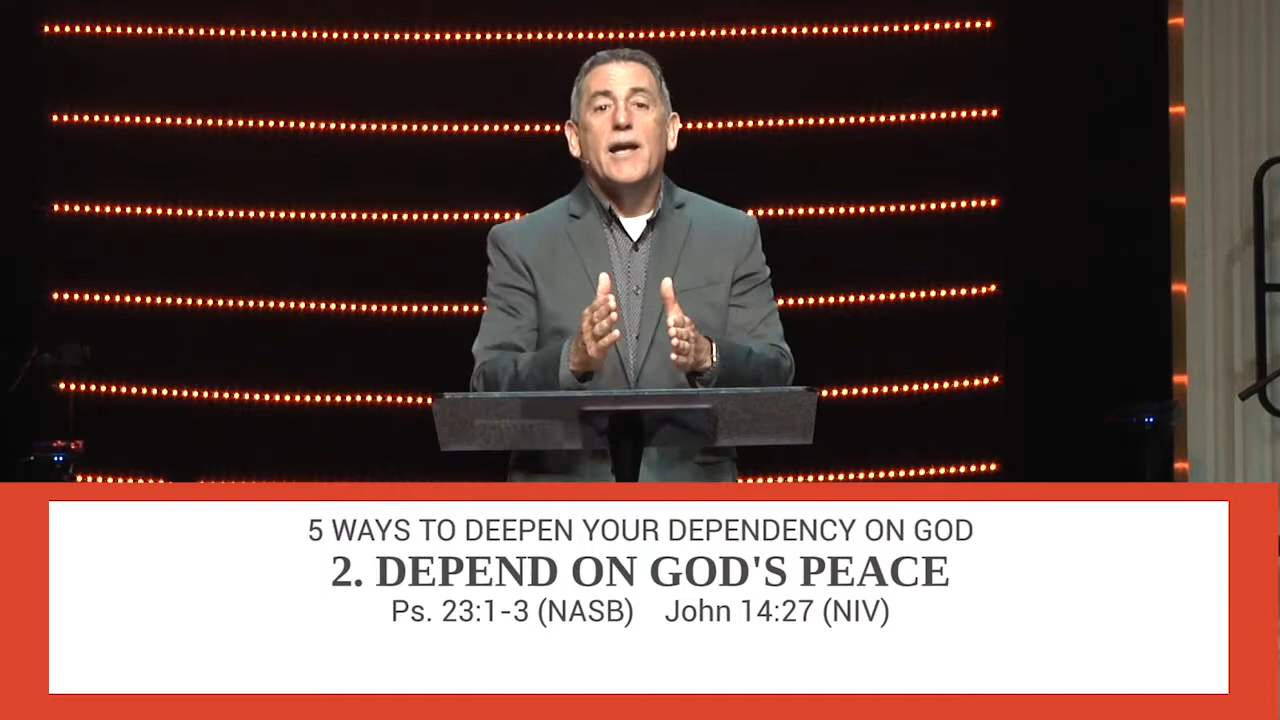 5 WAYS TO DEEPEN YOUR DEPENDENCY ON GOD
2. DEPEND ON GOD'S PEACE
Ps. 23:1-3 (NASB) John 14:27 (NIV)